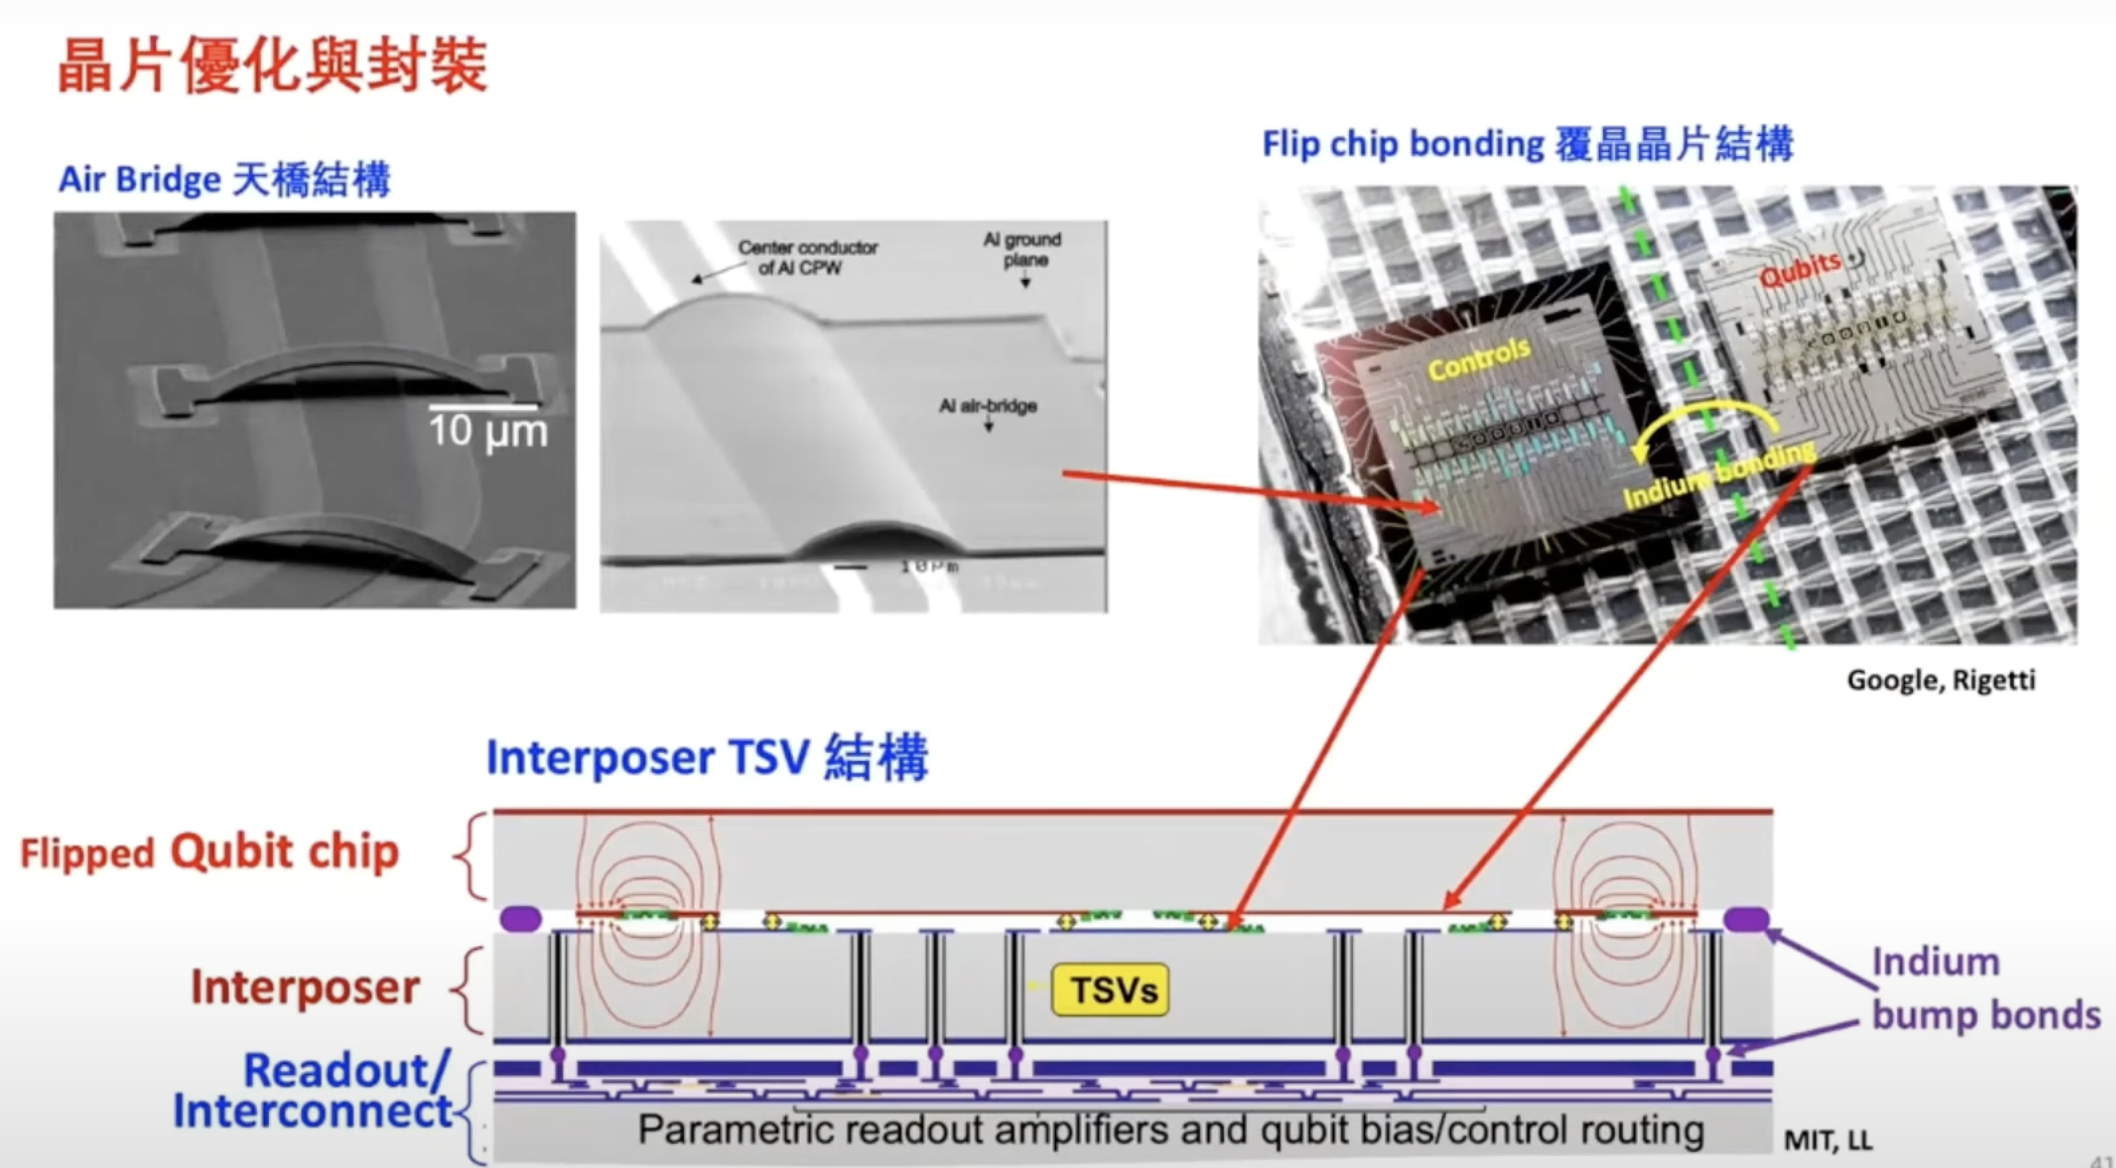 晶片優化與封裝
Air Bridge 天橋結構
10 μm
Center conductor
of Al CPW
Al ground
plane
Al air-bridge
10μm
Flip chip bonding 覆晶晶片結構
Controls
Qubits
Indium bonding
Google, Rigetti
Interposer TSV 結構
Flipped Qubit chip
Interposer
TSVs
Readout/
Interconnect
Indium
bump bonds
Parametric readout amplifiers and qubit bias/control routing
MIT, LL
41